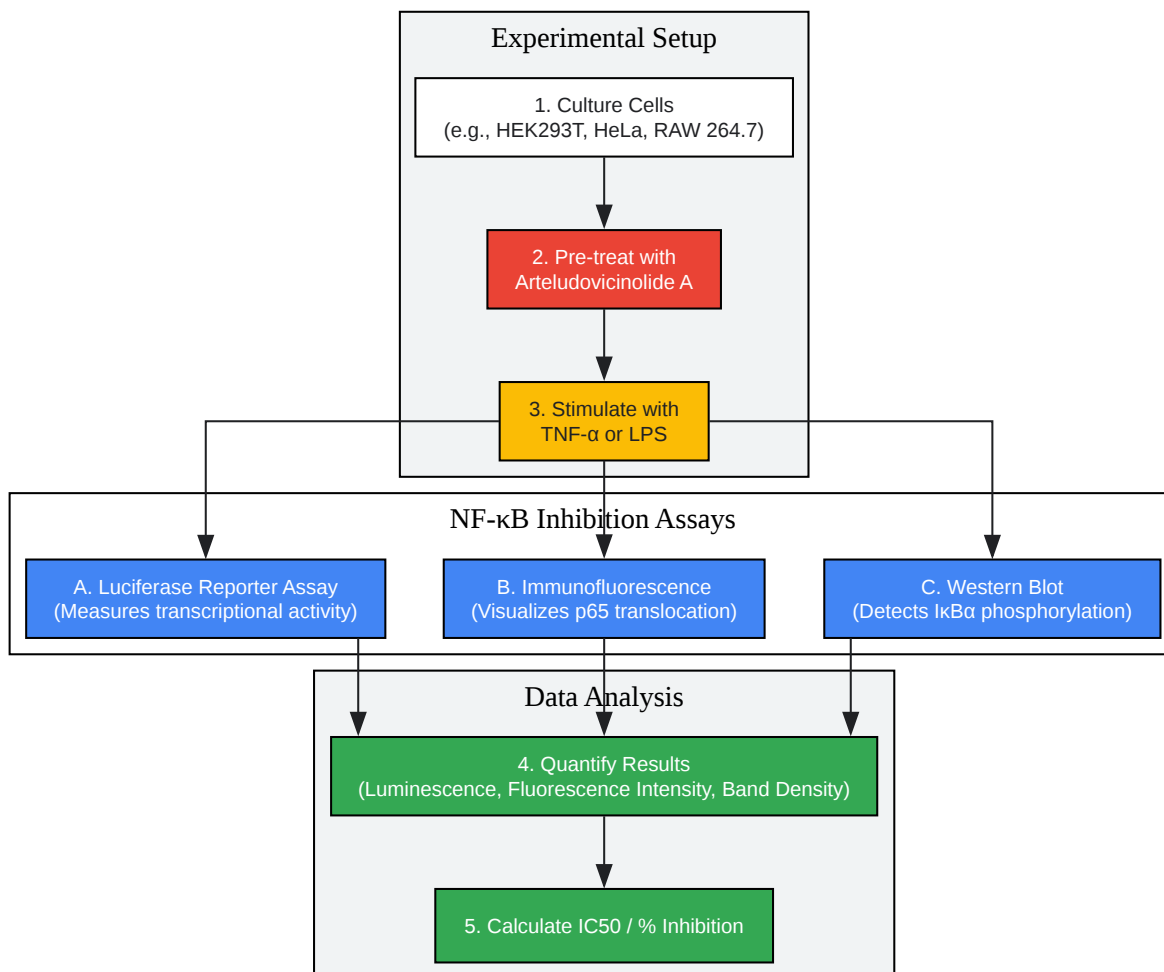 Experimental Setup
1. Culture Cells
(e.g., HEK293T, HeLa, RAW 264.7)
2. Pre-treat with
Arteludovicinolide A
3. Stimulate with
TNF-α or LPS
NF-κB Inhibition Assays
A. Luciferase Reporter Assay
(Measures transcriptional activity)
B. Immunofluorescence
(Visualizes p65 translocation)
C. Western Blot
(Detects IκBα phosphorylation)
Data Analysis
4. Quantify Results
(Luminescence, Fluorescence Intensity, Band Density)
5. Calculate IC50 / % Inhibition